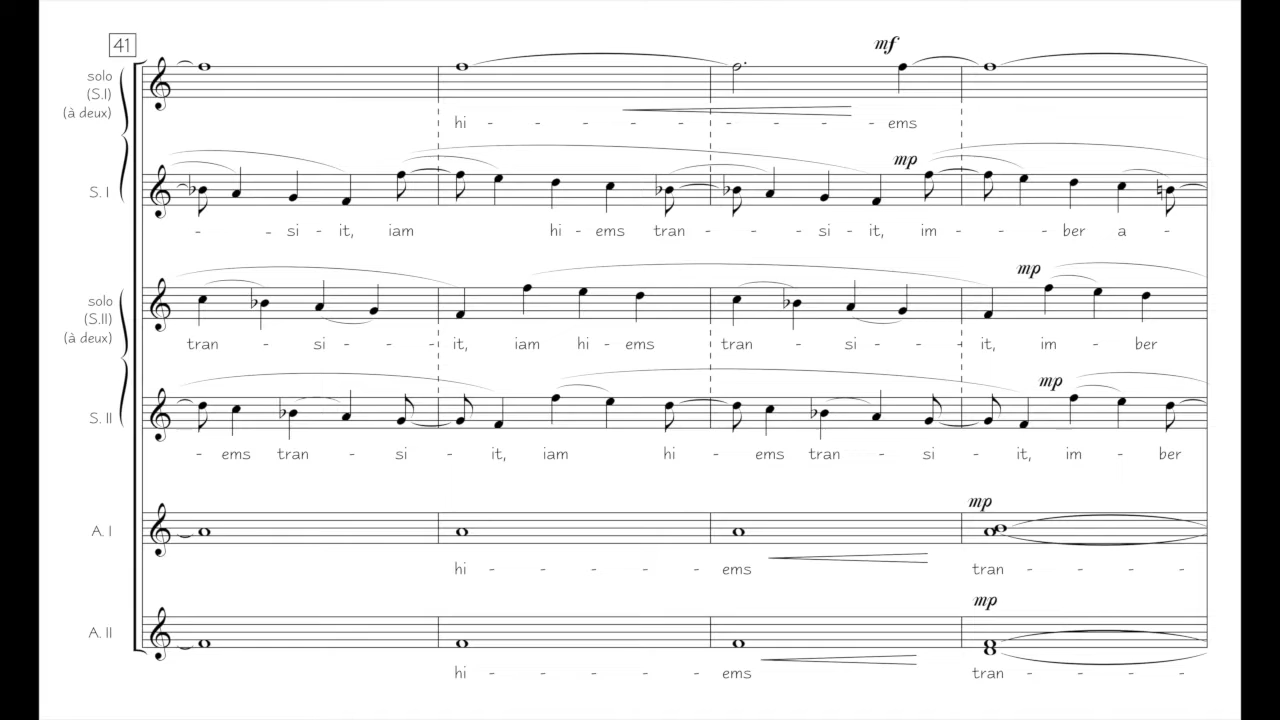 41
solo
(S.I)
(à deux)
mf
hi - - - - - - - - ems
S. I
mp
- - si - it, iam hi - ems tran - - - si - it, im - - - ber a -
solo
(S.II)
(à deux)
mp
tran - si - - - it, iam hi - ems tran - si - - - it, im - ber
S. II
mp
- ems tran - - si - it, iam hi - ems tran - - si - it, im - ber
A. I
mp
hi - - - - - ems tran - - - - -
A. II
mp
hi - - - - - ems tran - - - - -